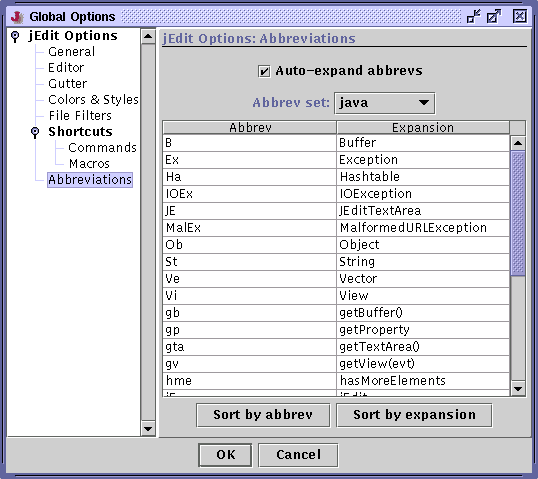 Global Options
jEdit Options
General
Editor
Gutter
Colors & Styles
File Filters
Shortcuts
Commands
Macros
Abbreviations
jEdit Options: Abbreviations
Auto-expand abbrevs
Abbrev set: java
Abbrev Expansion
B Buffer
Ex Exception
Ha Hashtable
IOEx IOException
JE JEditTextArea
MalEx MalformedURLException
Ob Object
St String
Ve Vector
Vi View
gb getBuffer()
gp getProperty
gta getTextArea()
gv getView(evt)
hme hasMoreElements
jE jEdit
Sort by abbrev Sort by expansion
OK Cancel